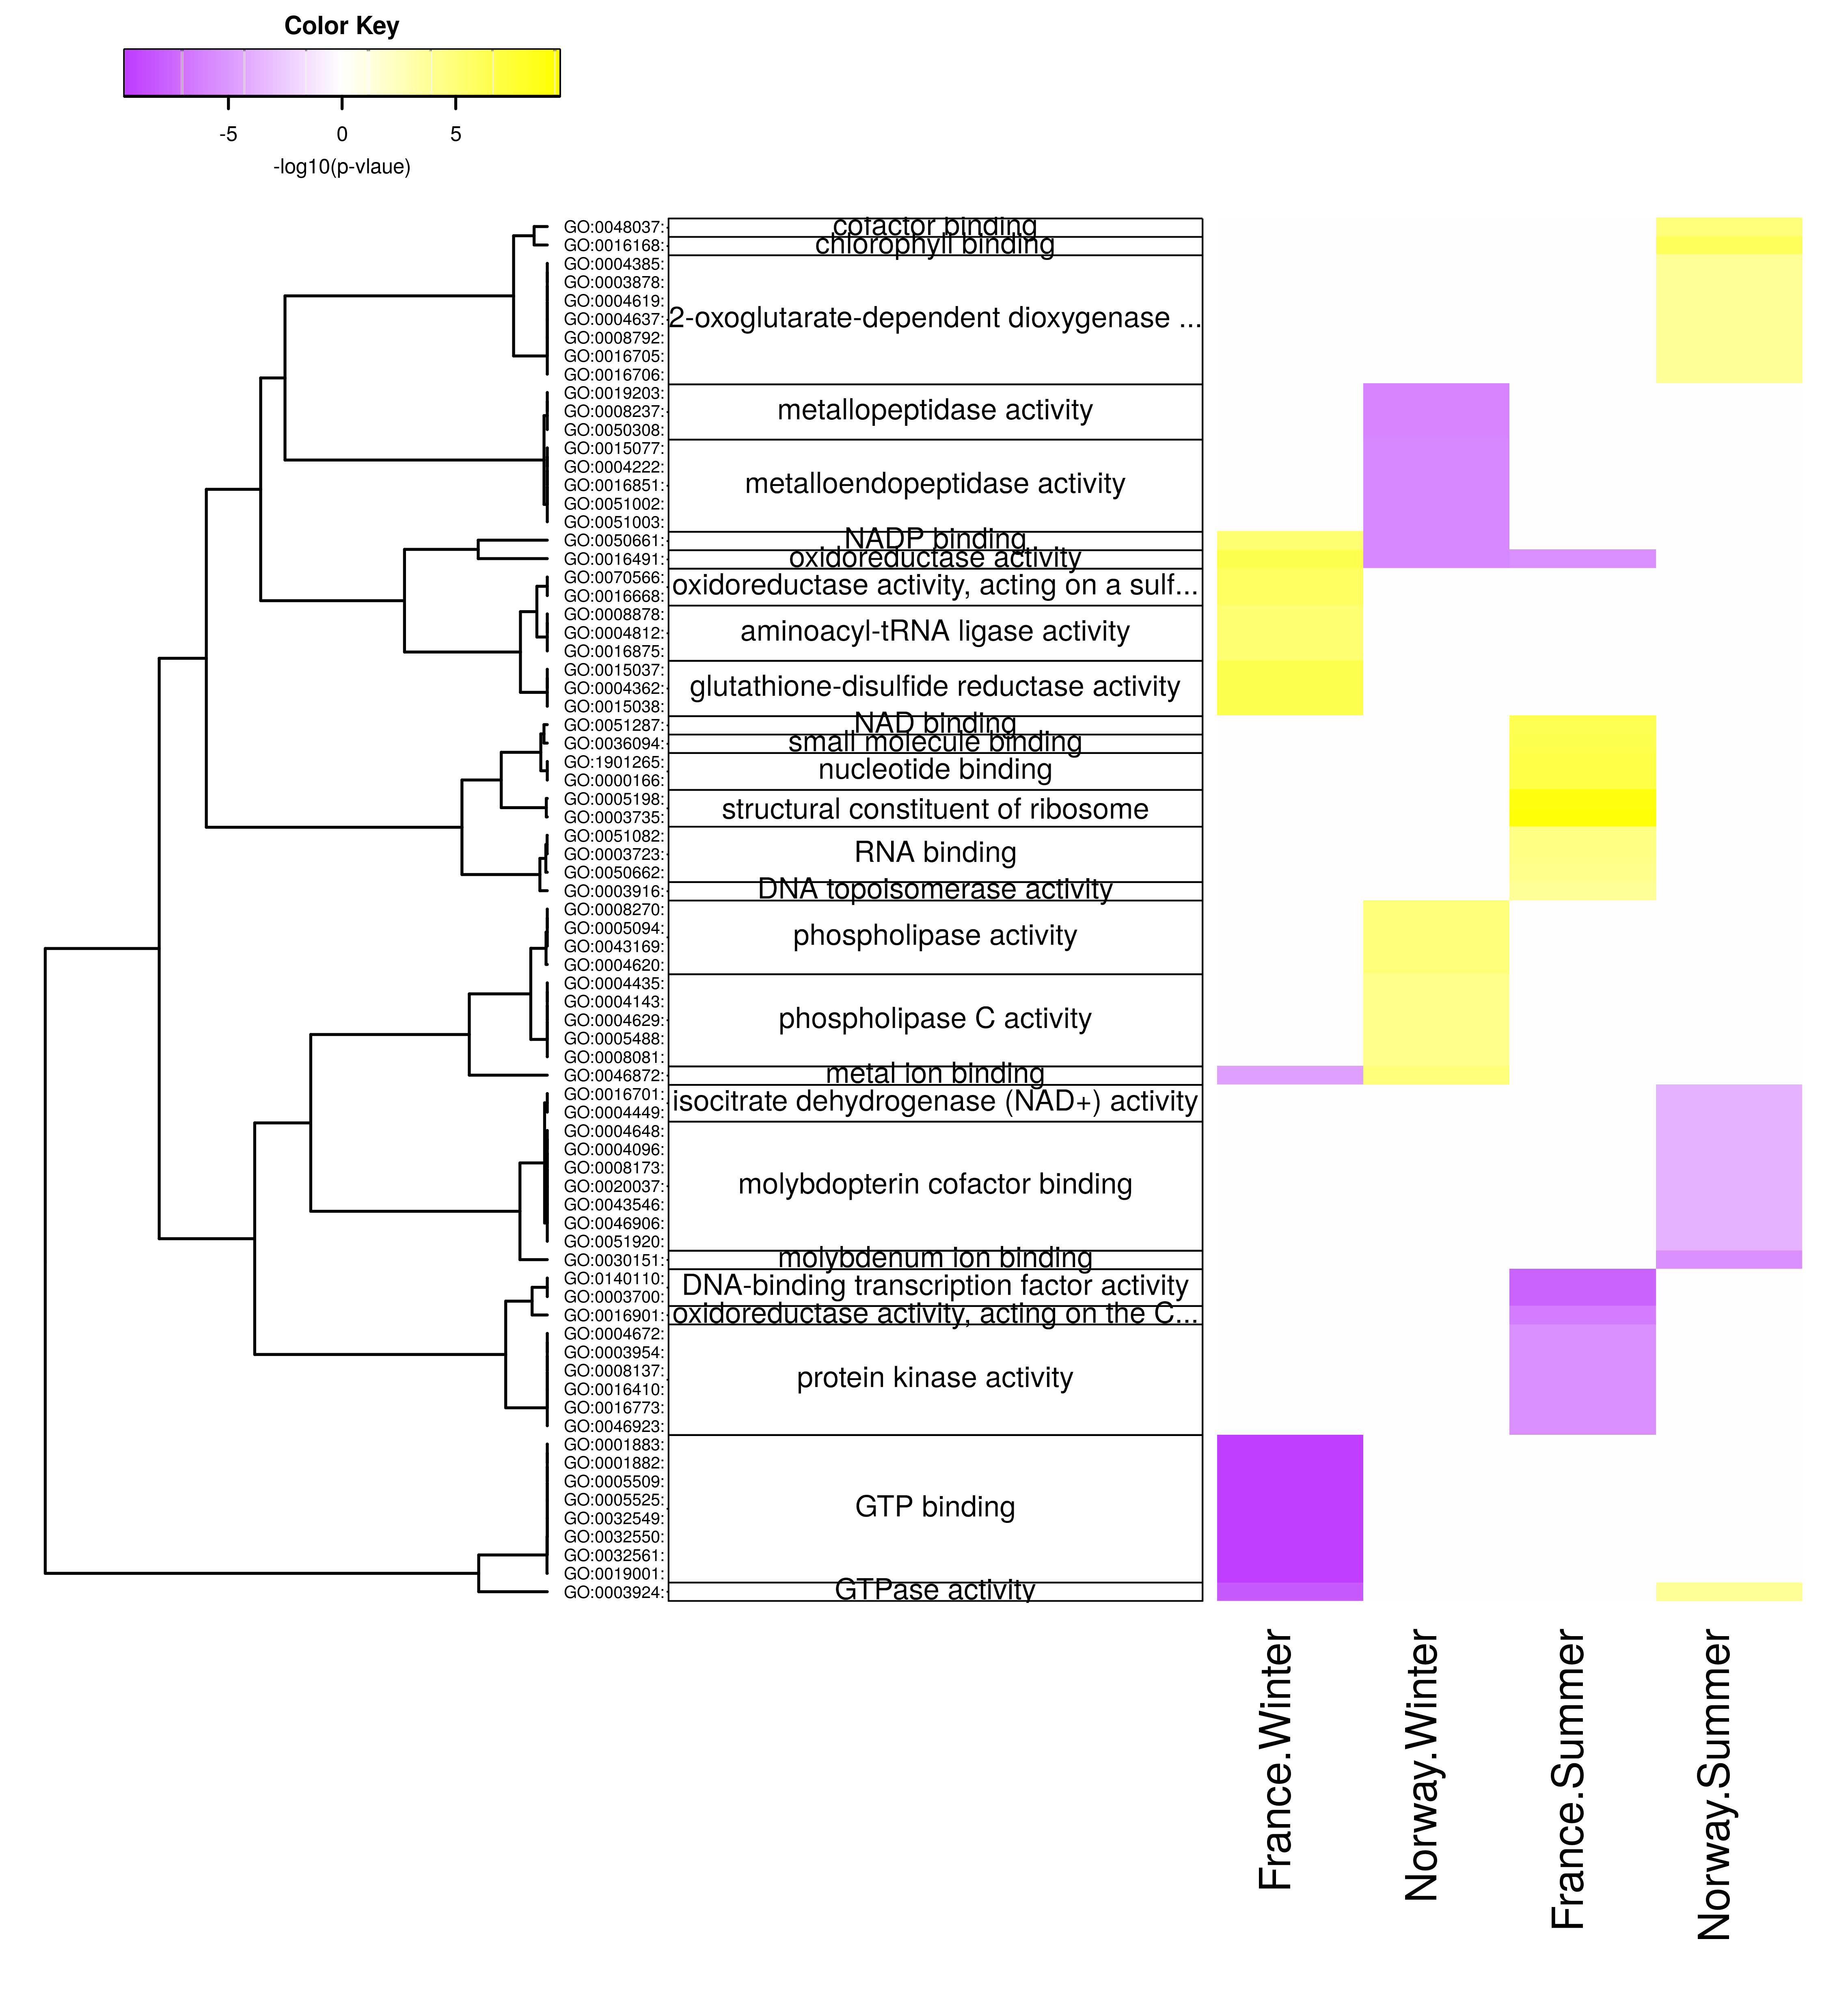 Color Key
-5 0 5
-log10(p-vlaue)
GO:0048037: cofactor binding
GO:0016168: chlorophyll binding
GO:0004385:
GO:0003878:
GO:0004619:
GO:0004637: 2-oxoglutarate-dependent dioxygenase ...
GO:0008792:
GO:0016705:
GO:0016706:
GO:0019203:
GO:0008237: metallopeptidase activity
GO:0050308:
GO:0015077:
GO:0004222:
GO:0016851: metalloendopeptidase activity
GO:0051002:
GO:0051003:
GO:0050661: NADP binding
GO:0016491: oxidoreductase activity
GO:0070566: oxidoreductase activity, acting on a sulf...
GO:0016668:
GO:0008878:
GO:0004812: aminoacyl-tRNA ligase activity
GO:0016875:
GO:0015037:
GO:0004362: glutathione-disulfide reductase activity
GO:0015038:
GO:0051287: NAD binding
GO:0036094: small molecule binding
GO:1901265: nucleotide binding
GO:0000166:
GO:0005198: structural constituent of ribosome
GO:0003735:
GO:0051082:
GO:0003723: RNA binding
GO:0050662:
GO:0003916: DNA topoisomerase activity
GO:0008270:
GO:0005094: phospholipase activity
GO:0043169:
GO:0004620:
GO:0004435:
GO:0004143:
GO:0004629: phospholipase C activity
GO:0005488:
GO:0008081:
GO:0046872: metal ion binding
GO:0016701: isocitrate dehydrogenase (NAD+) activity
GO:0004449:
GO:0004648:
GO:0004096:
GO:0008173:
GO:0020037: molybdopterin cofactor binding
GO:0043546:
GO:0046906:
GO:0051920:
GO:0030151: molybdenum ion binding
GO:0140110: DNA-binding transcription factor activity
GO:0003700:
GO:0016901: oxidoreductase activity, acting on the C...
GO:0004672:
GO:0003954:
GO:0008137: protein kinase activity
GO:0016410:
GO:0016773:
GO:0046923:
GO:0001883:
GO:0001882:
GO:0005509:
GO:0005525: GTP binding
GO:0032549:
GO:0032550:
GO:0032561:
GO:0019001:
GO:0003924: GTPase activity
France.Winter
Norway.Winter
France.Summer
Norway.Summer